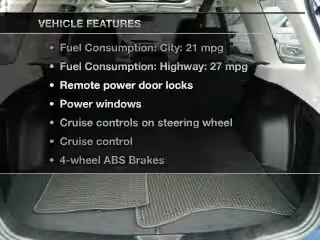 VEHICLE FEATURES
• Fuel Consumption: City: 21 mpg
• Fuel Consumption: Highway: 27 mpg
• Remote power door locks
• Power windows
• Cruise controls on steering wheel
• Cruise control
• 4-wheel ABS Brakes